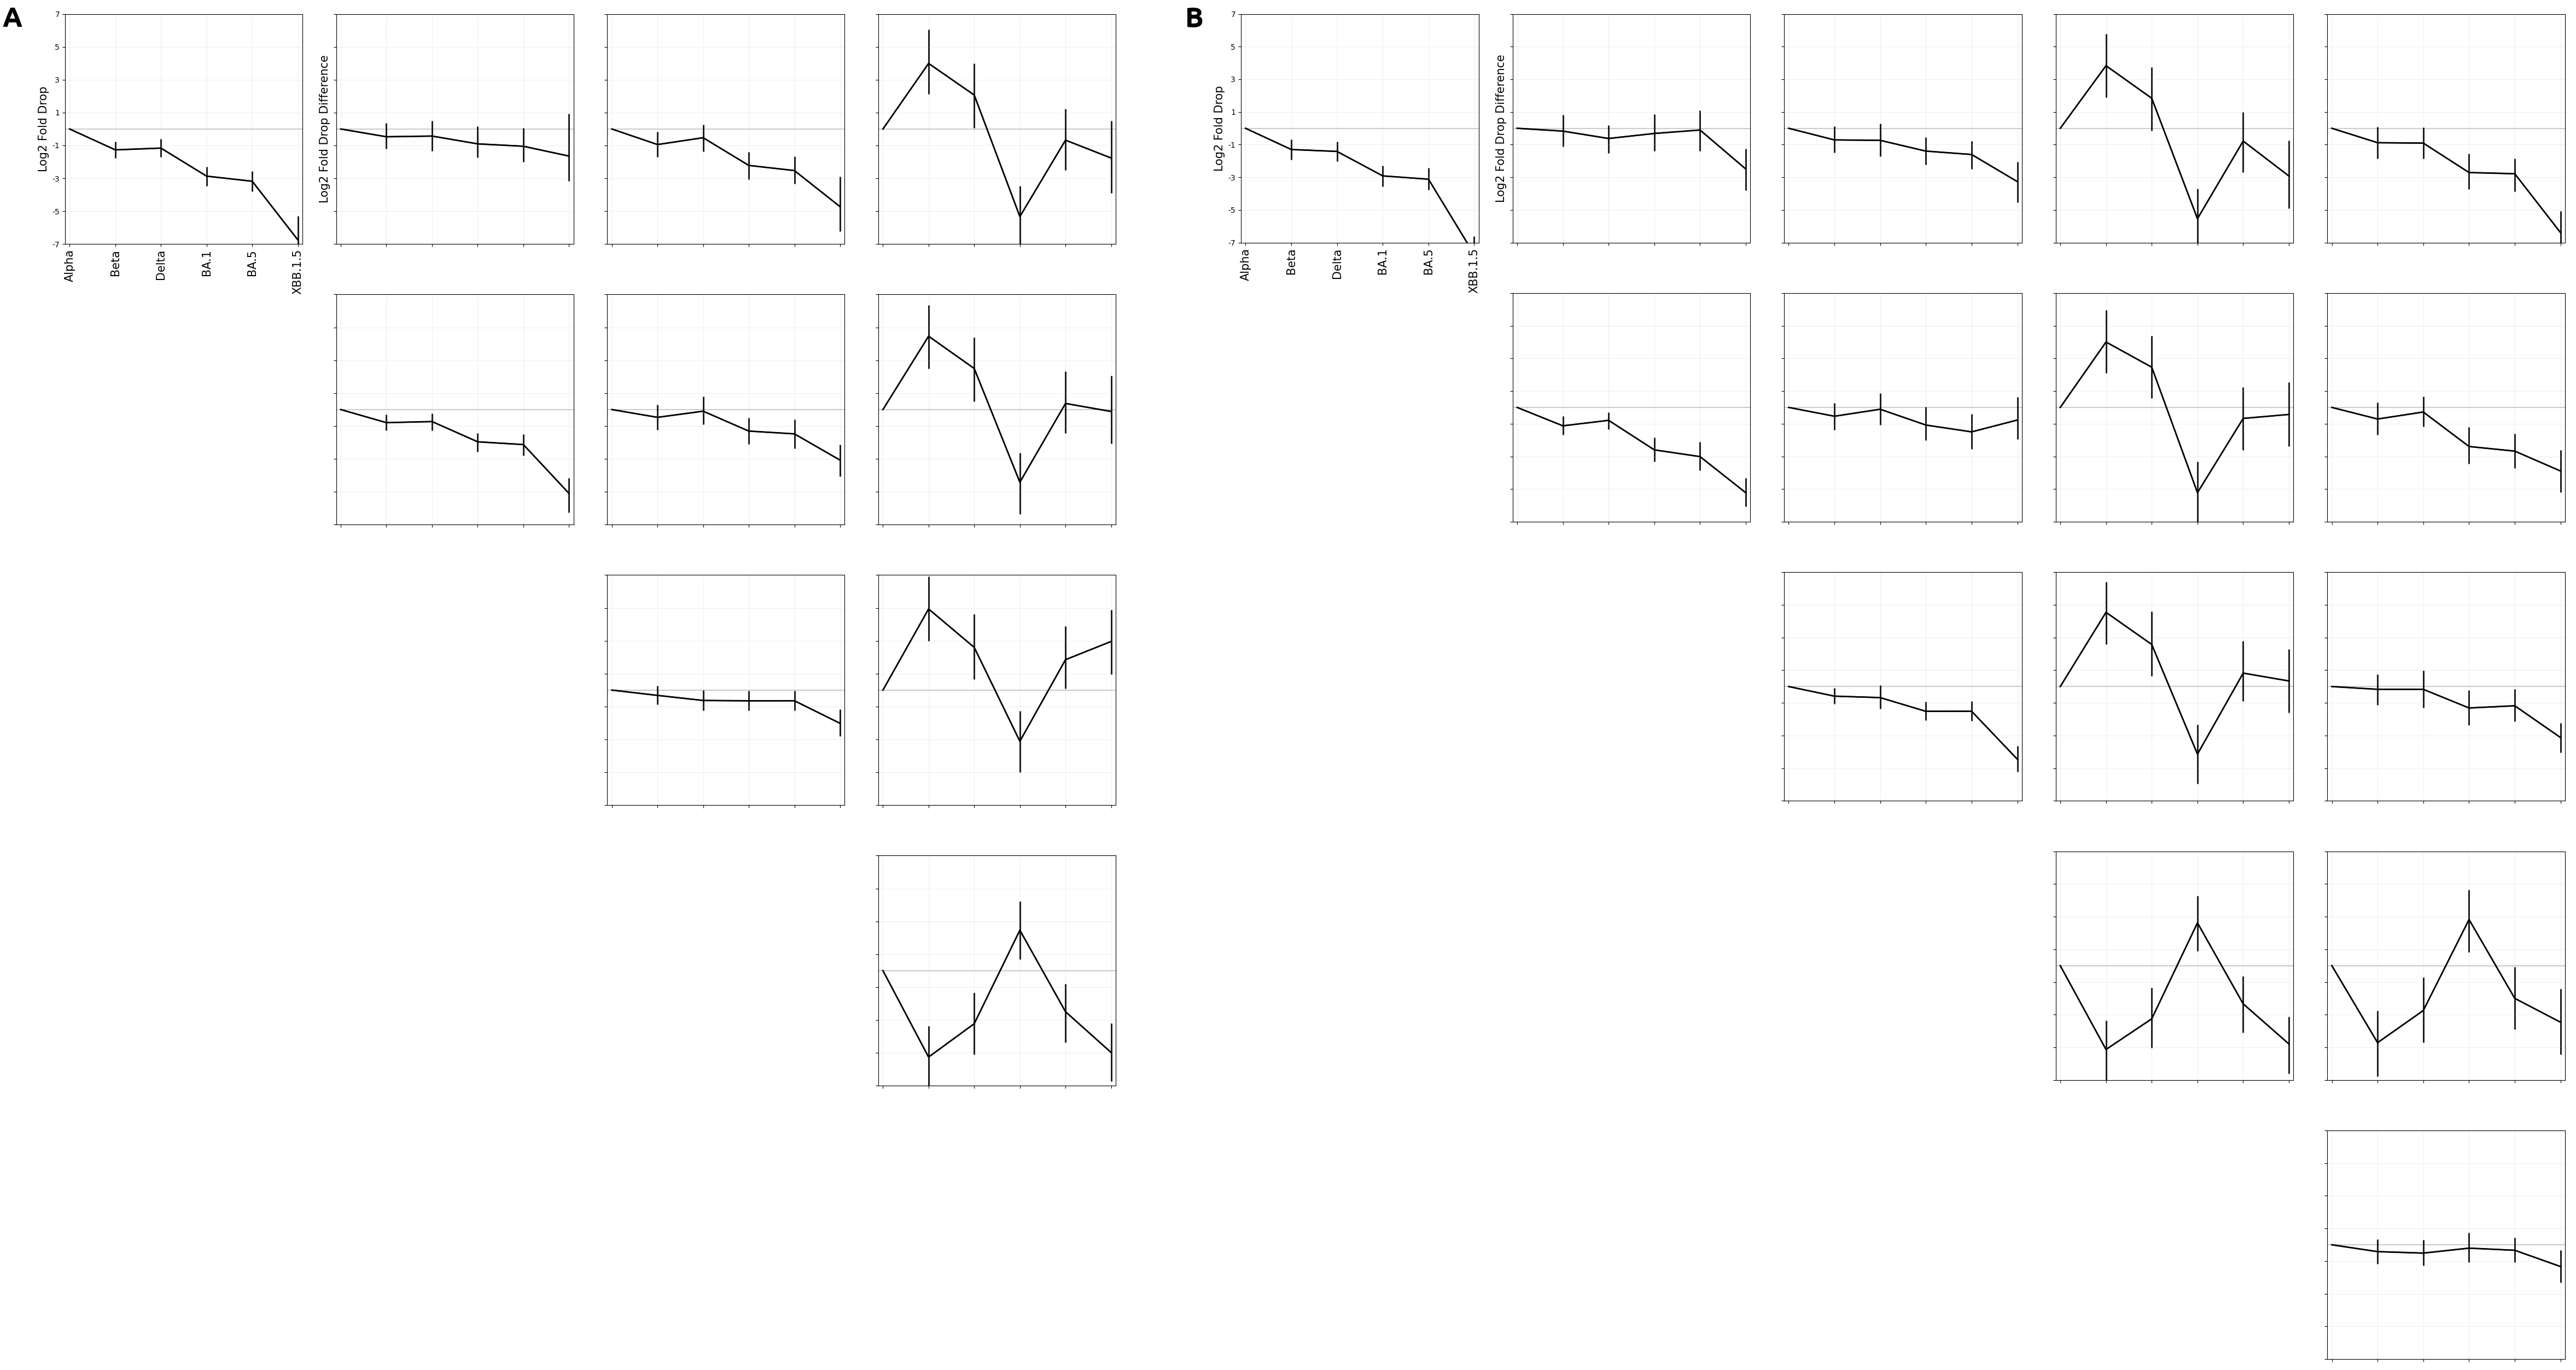 A
Log2 Fold Drop
7
5
3
1
-1
-3
-5
-7
Alpha
Beta
Delta
BA.1
BA.5
XBB.1.5
Log2 Fold Drop Difference
B
Log2 Fold Drop
7
5
3
1
-1
-3
-5
-7
Alpha
Beta
Delta
BA.1
BA.5
XBB.1.5
Log2 Fold Drop Difference